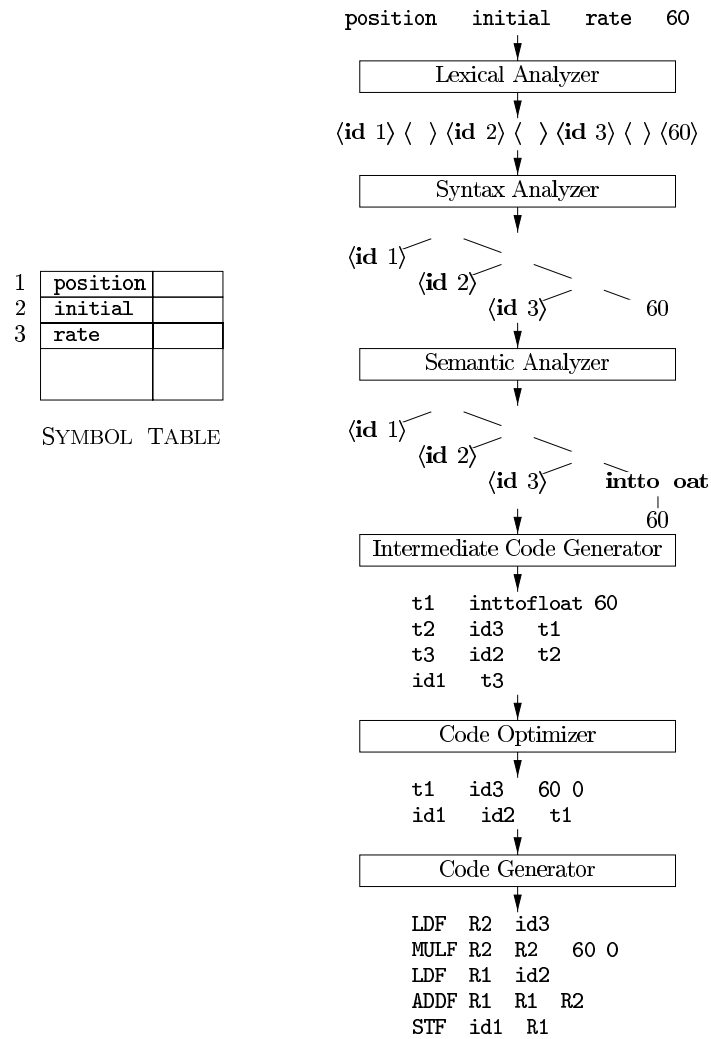 position initial rate 60
Lexical Analyzer
⟨id 1⟩ ⟨ ⟩ ⟨id 2⟩ ⟨ ⟩ ⟨id 3⟩ ⟨ ⟩ ⟨60⟩
Syntax Analyzer
⟨id 1⟩
⟨id 2⟩
⟨id 3⟩ 60
1 position
2 initial
3 rate
SYMBOL TABLE
Semantic Analyzer
⟨id 1⟩
⟨id 2⟩
⟨id 3⟩ intto oat
60
Intermediate Code Generator
t1 inttofloat 60
t2 id3 t1
t3 id2 t2
id1 t3
Code Optimizer
t1 id3 60 0
id1 id2 t1
Code Generator
LDF R2 id3
MULF R2 R2 60 0
LDF R1 id2
ADDF R1 R1 R2
STF id1 R1